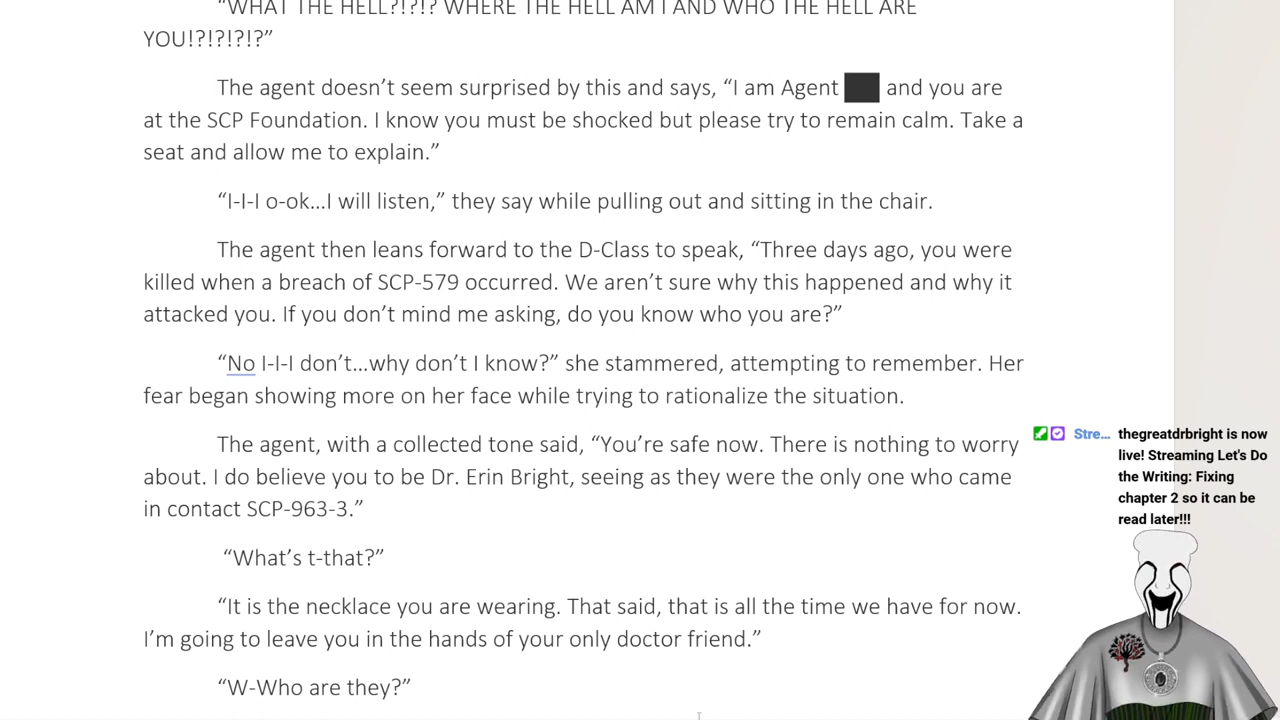 “WHAT THE HELL?!?!? WHERE THE HELL AM I AND WHO THE HELL ARE
YOU!?!?!?!?”
The agent doesn’t seem surprised by this and says, “I am Agent and you are
at the SCP Foundation. I know you must be shocked but please try to remain calm. Take a
seat and allow me to explain.”
“I-I-I o-ok…I will listen,” they say while pulling out and sitting in the chair.
The agent then leans forward to the D-Class to speak, “Three days ago, you were
killed when a breach of SCP-579 occurred. We aren’t sure why this happened and why it
attacked you. If you don’t mind me asking, do you know who you are?”
“No I-I-I don’t…why don’t I know?” she stammered, attempting to remember. Her
fear began showing more on her face while trying to rationalize the situation.
The agent, with a collected tone said, “You’re safe now. There is nothing to worry
about. I do believe you to be Dr. Erin Bright, seeing as they were the only one who came
in contact SCP-963-3.”
“What’s t-that?”
“It is the necklace you are wearing. That said, that is all the time we have for now.
I’m going to leave you in the hands of your only doctor friend.”
“W-Who are they?”
Stre... thegreatdrbright is now
live! Streaming Let's Do
the Writing: Fixing
chapter 2 so it can be
read later!!!